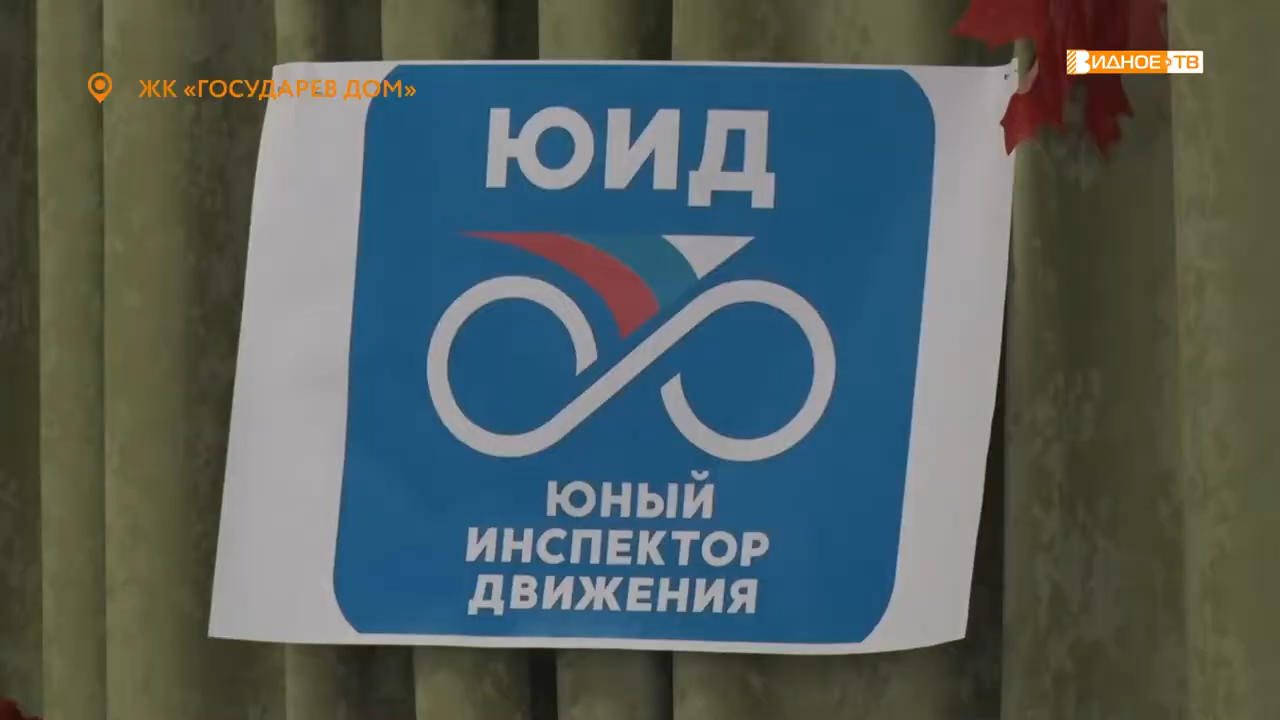 ЖК «ГОСУДАРЕВ ДОМ»
ВИДНОЕ ТВ
ЮИД
ЮНЫЙ
ИНСПЕКТОР
ДВИЖЕНИЯ